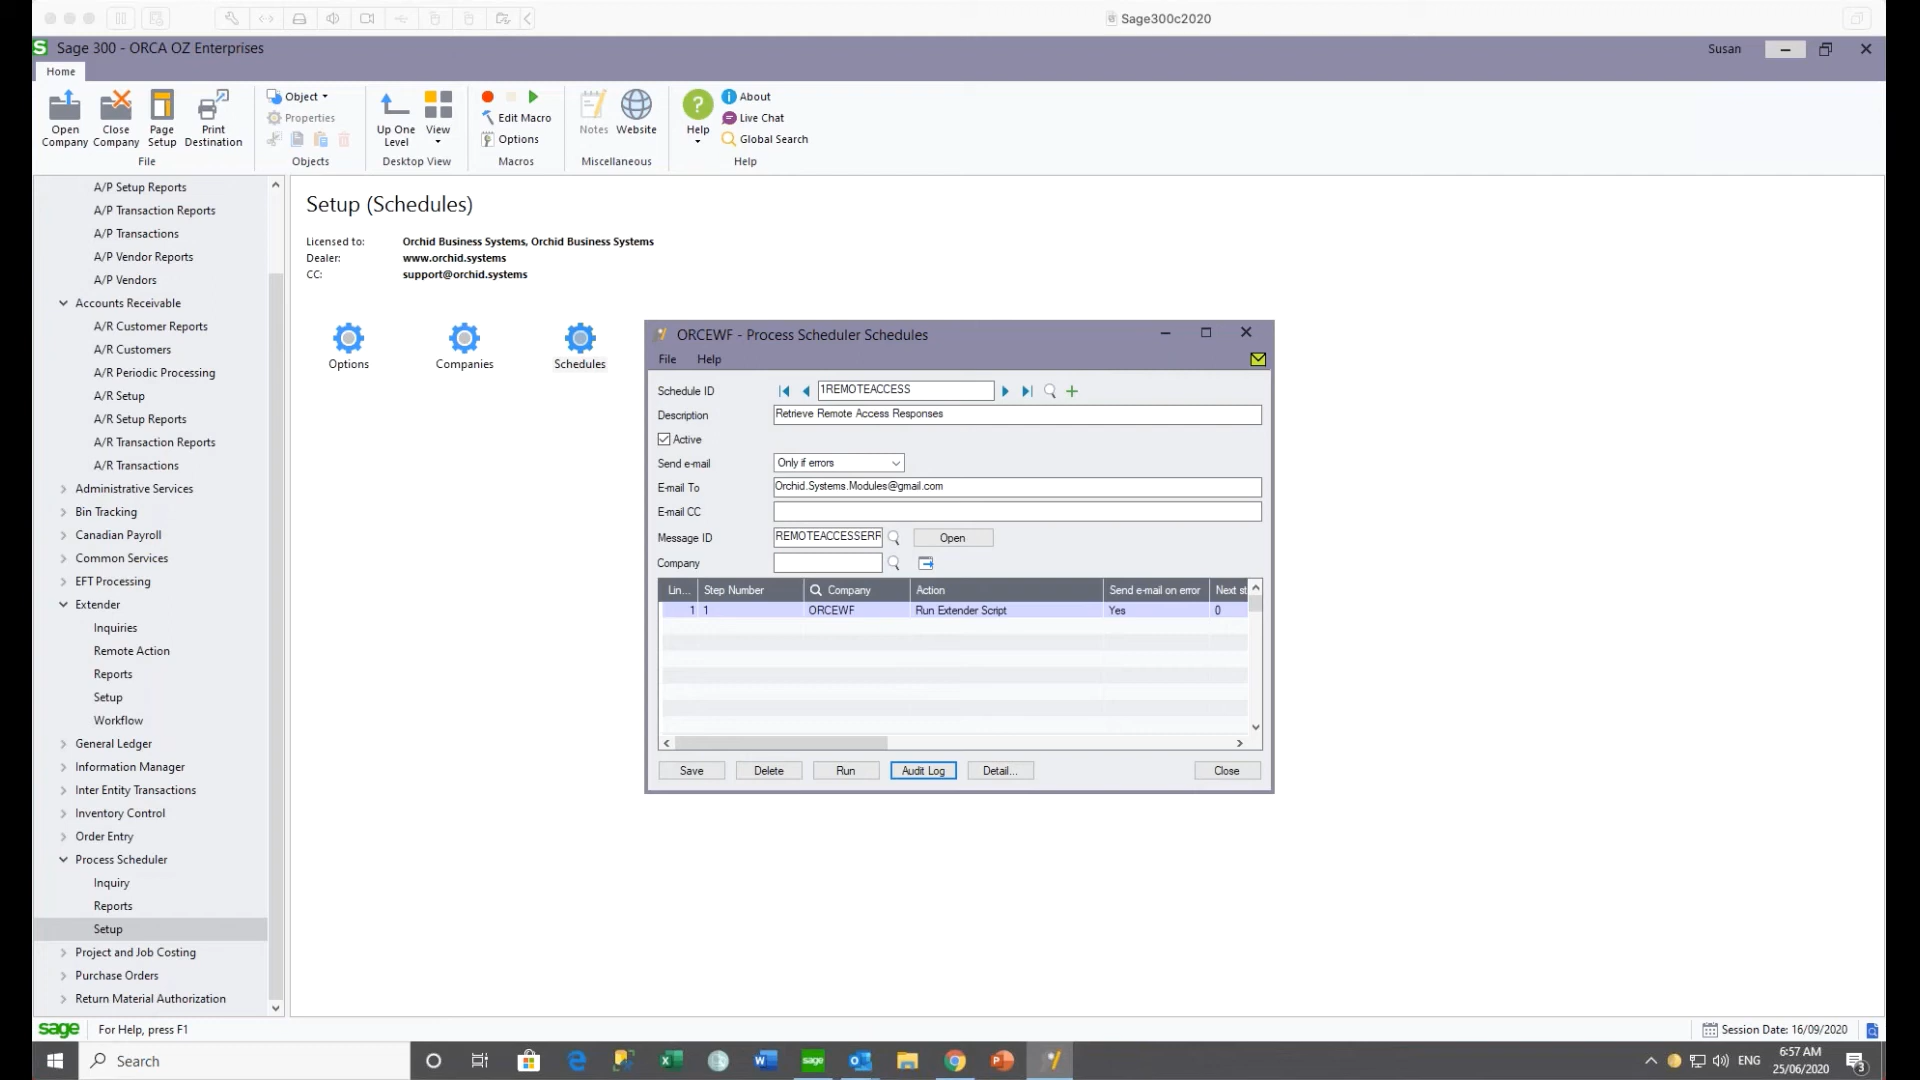 Sage300c2020
Sage 300 - ORCA OZ Enterprises
Susan
Home
Open Company
Close Company
Page Setup
Print Destination
File
Object
Properties
Objects
Up One Level
View
Desktop View
Edit Macro
Options
Macros
Notes
Website
Miscellaneous
Help
About
Live Chat
Global Search
Help
A/P Setup Reports
A/P Transaction Reports
A/P Transactions
A/P Vendor Reports
A/P Vendors
Accounts Receivable
A/R Customer Reports
A/R Customers
A/R Periodic Processing
A/R Setup
A/R Setup Reports
A/R Transaction Reports
A/R Transactions
Administrative Services
Bin Tracking
Canadian Payroll
Common Services
EFT Processing
Extender
Inquiries
Remote Action
Reports
Setup
Workflow
General Ledger
Information Manager
Inter Entity Transactions
Inventory Control
Order Entry
Process Scheduler
Inquiry
Reports
Setup
Project and Job Costing
Purchase Orders
Return Material Authorization
Setup (Schedules)
Licensed to: Orchid Business Systems, Orchid Business Systems
Dealer: www.orchid.systems
CC: support@orchid.systems
Options
Companies
Schedules
ORCEWF - Process Scheduler Schedules
File Help
Schedule ID 1REMOTEACCESS
Description Retrieve Remote Access Responses
Active
Send e-mail Only if errors
E-mail To Orchid.Systems.Modules@gmail.com
E-mail CC
Message ID REMOTEACCESSERR Open
Company
Lin... Step Number Company Action Send e-mail on error Next st
1 1 ORCEWF Run Extender Script Yes 0
Save Delete Run Audit Log Detail... Close
sage For Help, press F1
Session Date: 16/09/2020
Search
sage
ENG
6:57 AM
25/06/2020
3